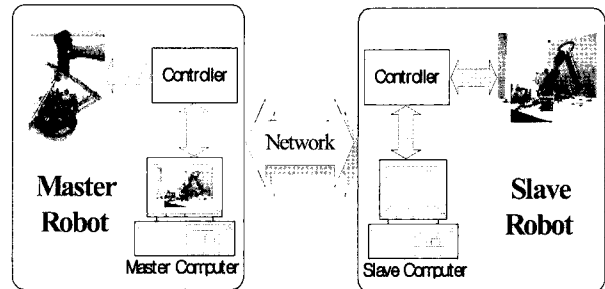 Controller
Master
Robot
Master Computer
Network
Controller
Slave
Robot
Slave Computer